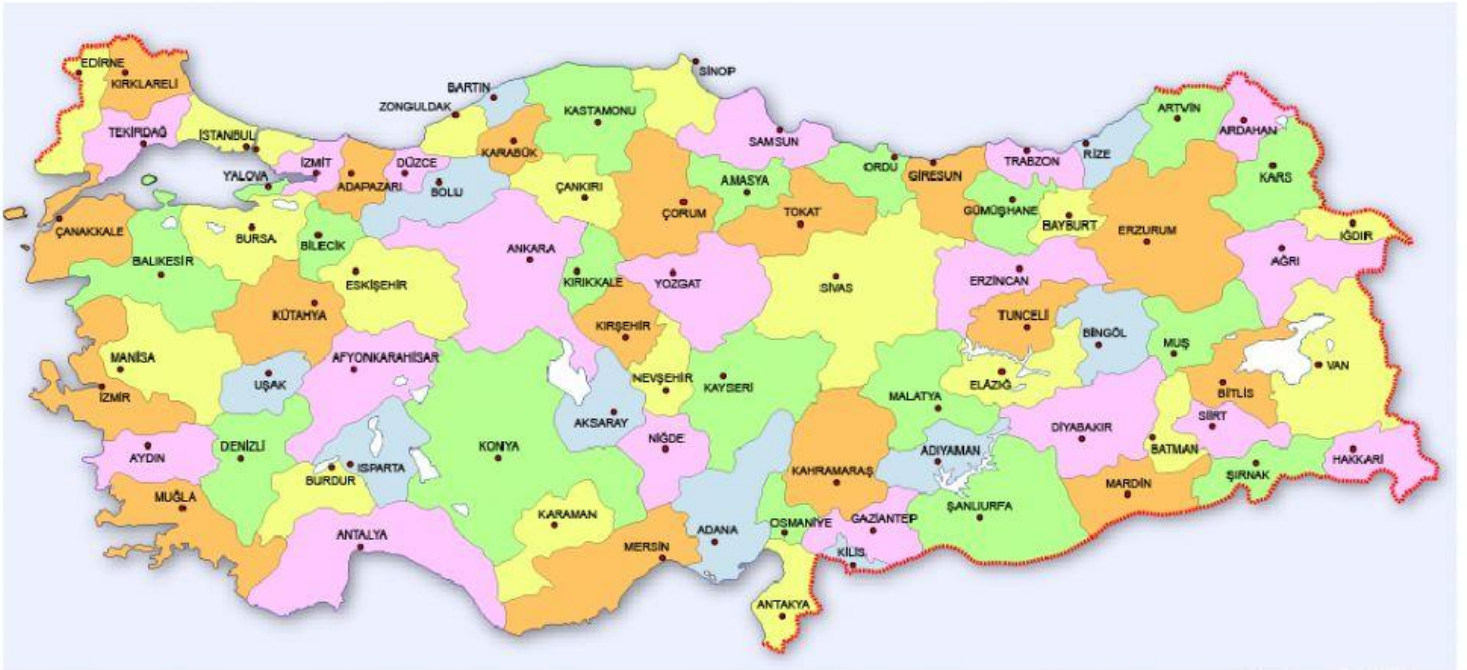 EDİRNE
KIRKLARELİ
TEKİRDAĞ
İSTANBUL
YALOVA
İZMİT
ADAPAZARI
DÜZCE
BOLU
ZONGULDAK
BARTIN
KARABÜK
KASTAMONU
SİNOP
SAMSUN
ÇANKIRI
ÇORUM
AMASYA
TOKAT
ORDU
GİRESUN
TRABZON
RİZE
ARTVİN
ARDAHAN
KARS
GÜMÜŞHANE
BAYBURT
ERZURUM
IĞDIR
AĞRI
ÇANAKKALE
BALIKESİR
BURSA
BİLECİK
ESKİŞEHİR
KÜTAHYA
ANKARA
KIRIKKALE
YOZGAT
KIRŞEHİR
SİVAS
ERZİNCAN
TUNCELİ
BİNGÖL
MUŞ
VAN
BİTLİS
MANİSA
İZMİR
UŞAK
AFYONKARAHİSAR
NEVŞEHİR
KAYSERİ
AKSARAY
MALATYA
ELAZIĞ
DİYABAKIR
BATMAN
SİİRT
ŞIRNAK
HAKKARİ
AYDIN
DENİZLİ
BURDUR
ISPARTA
KONYA
NİĞDE
KAHRAMARAŞ
ADIYAMAN
ŞANLIURFA
MARDİN
MUĞLA
ANTALYA
KARAMAN
MERSİN
ADANA
OSMANİYE
GAZİANTEP
KİLİS
ANTAKYA